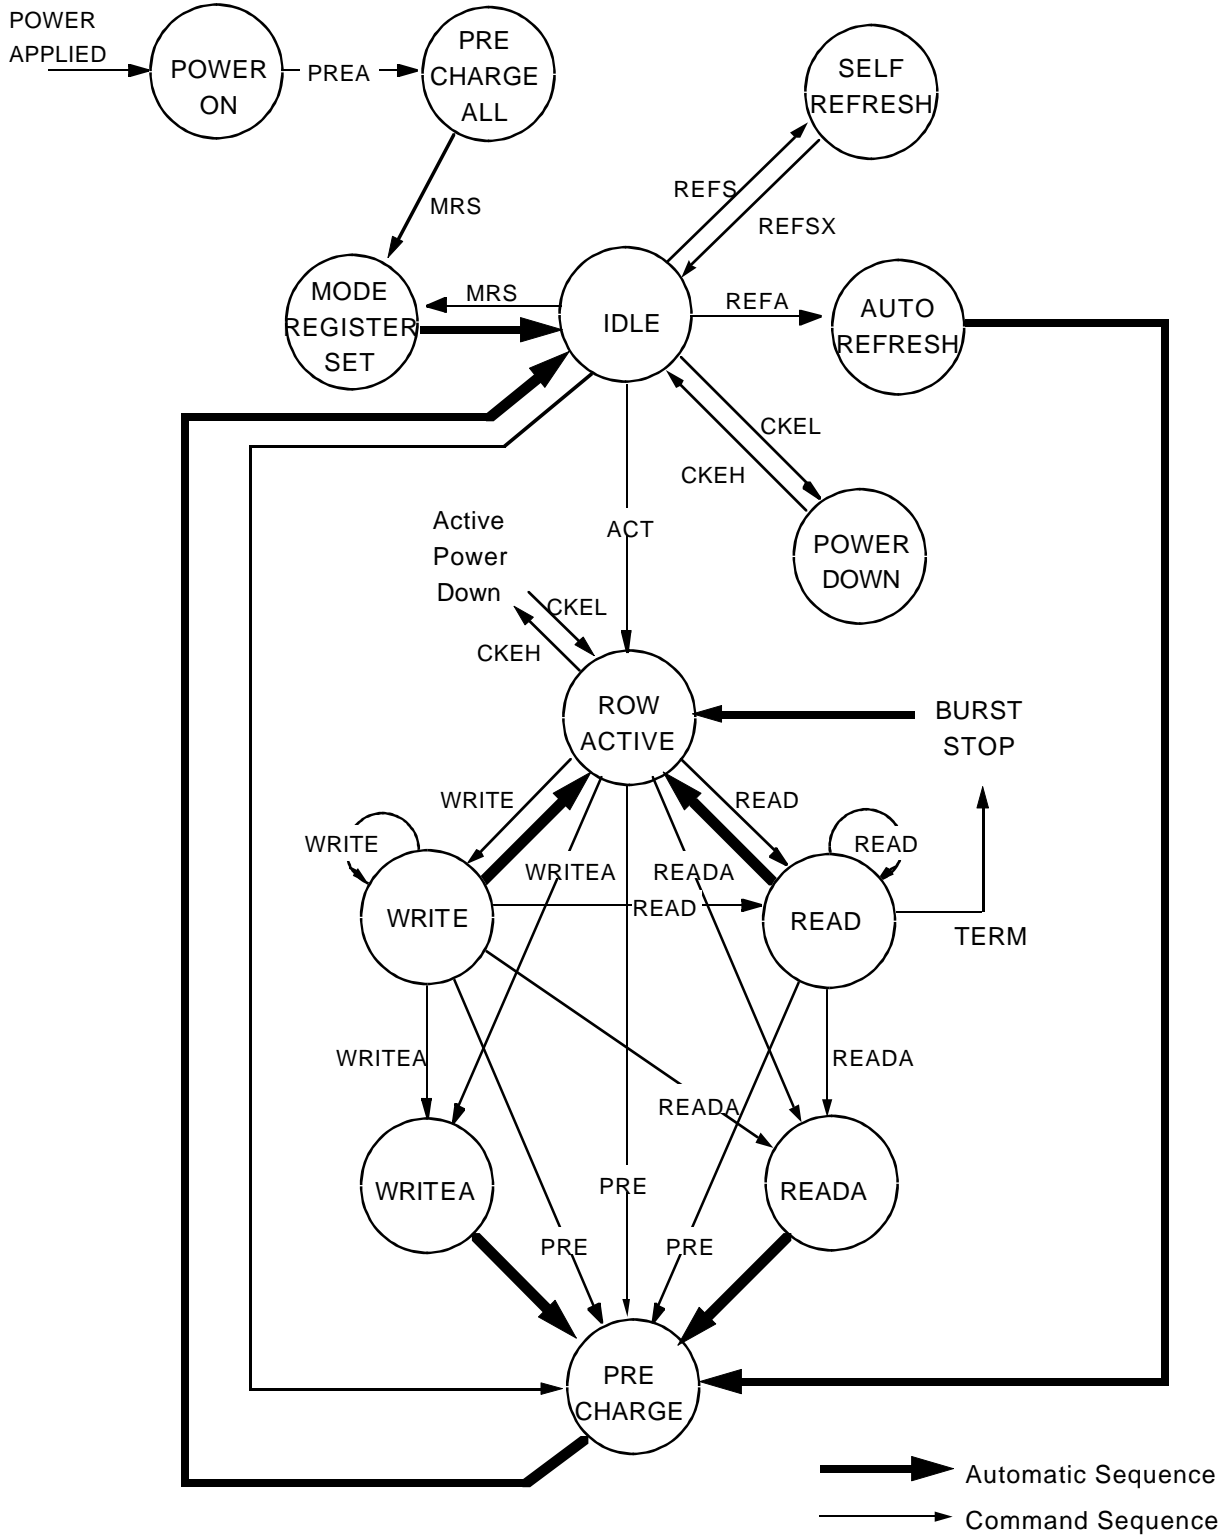 POWER
APPLIED
POWER
ON
PREA
PRE
CHARGE
ALL
SELF
REFRESH
MRS
REFS
REFSX
MODE
REGISTER
SET
MRS
IDLE
REFA
AUTO
REFRESH
CKEL
CKEH
POWER
DOWN
ACT
Active
Power
Down
CKEL
CKEH
ROW
ACTIVE
BURST
STOP
WRITE
READ
WRITE
READ
WRITEA
READA
WRITE
READ
READ
TERM
WRITEA
READA
READA
WRITEA
READA
PRE
PRE
PRE
PRE
CHARGE
Automatic Sequence
Command Sequence